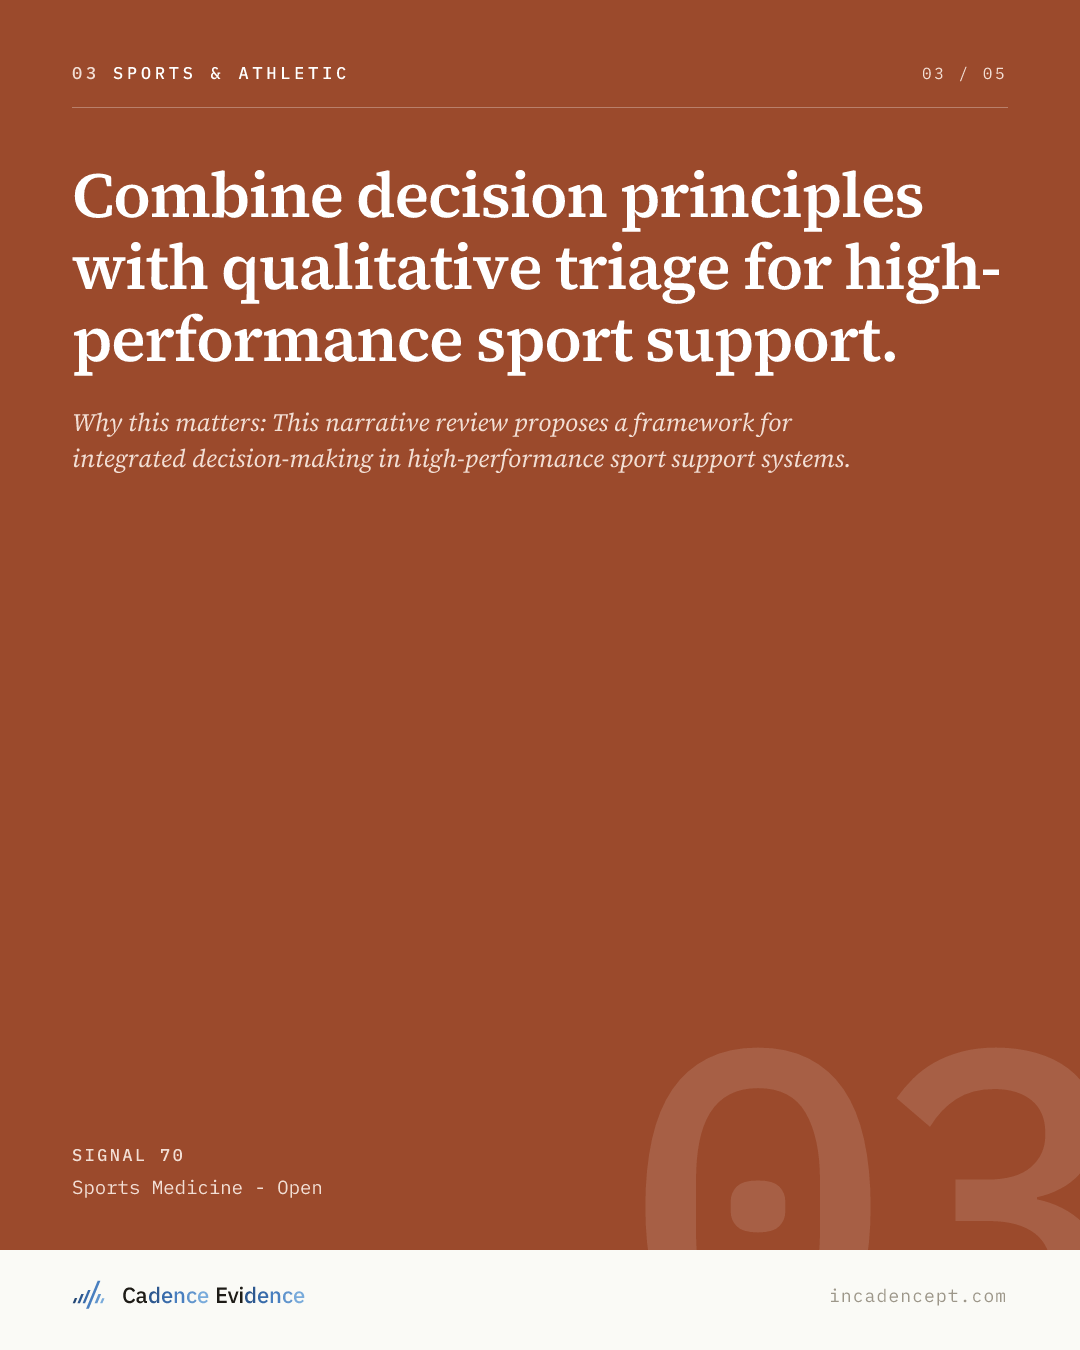 03 SPORTS & ATHLETIC
03 / 05
Combine decision principles
with qualitative triage for high-
performance sport support.
Why this matters: This narrative review proposes a framework for
integrated decision-making in high-performance sport support systems.
03
SIGNAL 70
Sports Medicine - Open
Cadence Evidence
incadencept.com